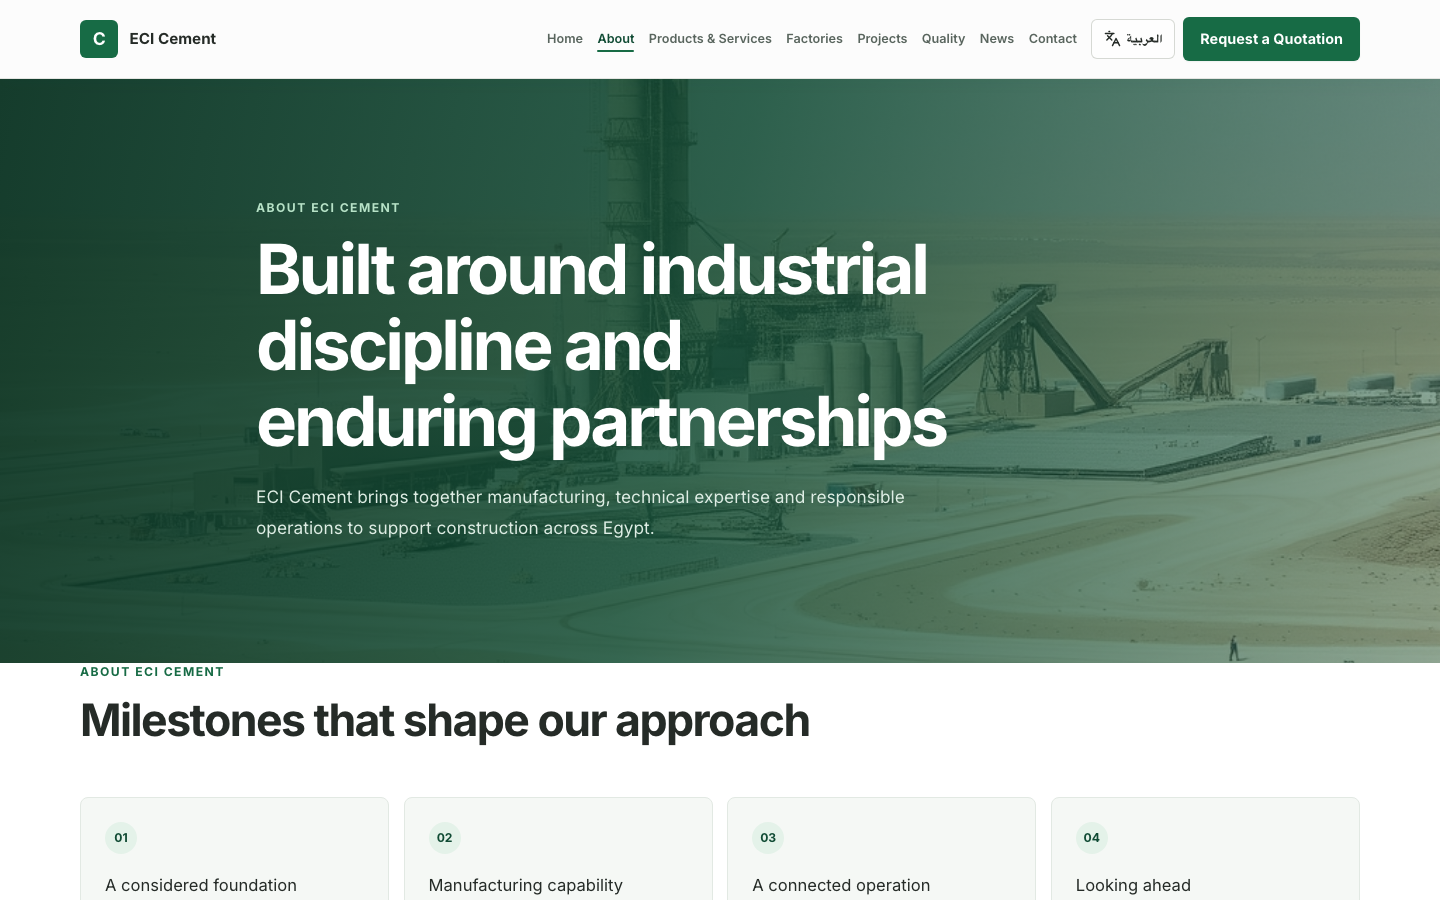 C
ECI Cement
Home
About
Products & Services
Factories
Projects
Quality
News
Contact
العربية
Request a Quotation
ABOUT ECI CEMENT
Built around industrial
discipline and
enduring partnerships
ECI Cement brings together manufacturing, technical expertise and responsible
operations to support construction across Egypt.
ABOUT ECI CEMENT
Milestones that shape our approach
01
A considered foundation
02
Manufacturing capability
03
A connected operation
04
Looking ahead